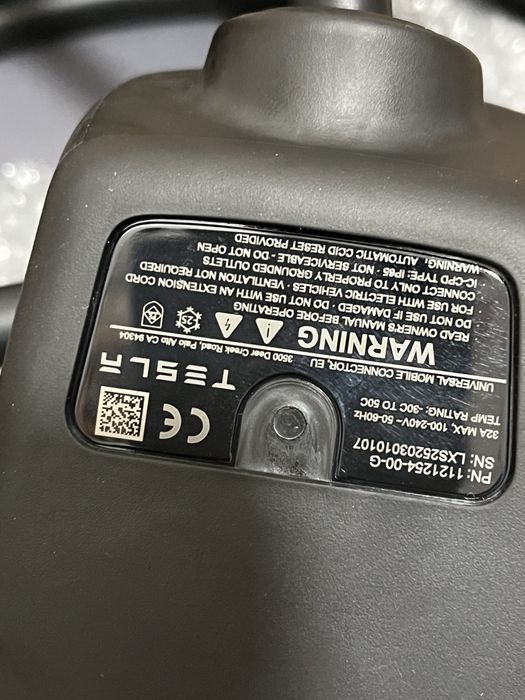 PN: 1121254-00-G
SN: LXS25203010107
32A MAX. 100-240V~ 50-60Hz
TEMP RATING: -30C TO 50C
CE
TESLA
UNIVERSAL MOBILE CONNECTOR, EU
3500 Deer Creek Road, Palo Alto CA 94304
WARNING
-25
READ OWNER'S MANUAL BEFORE OPERATING
· DO NOT USE IF DAMAGED · DO NOT USE WITH AN EXTENSION CORD
· FOR USE WITH ELECTRIC VEHICLES · VENTILATION NOT REQUIRED
· CONNECT ONLY TO PROPERLY GROUNDED OUTLETS
· IC-CPD TYPE: IP65 · NOT SERVICEABLE - DO NOT OPEN
WARNING, AUTOMATIC CCID RESET PROVIDED